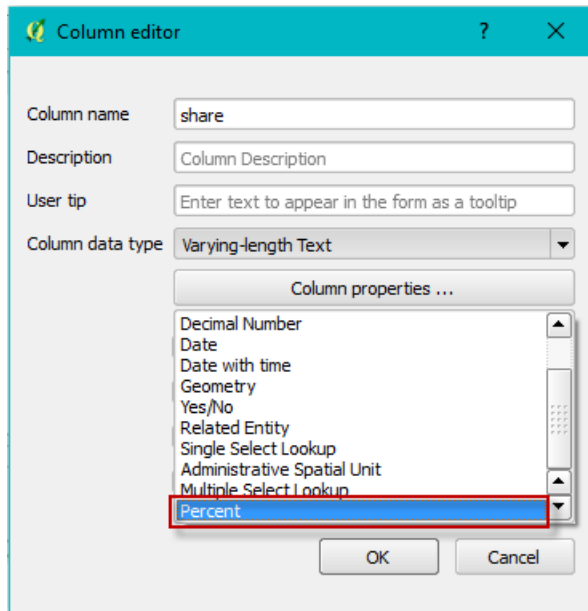 Column editor ?
Column name share
Description Column Description
User tip Enter text to appear in the form as a tooltip
Column data type Varying-length Text
Column properties ...
Decimal Number
Date
Date with time
Geometry
Yes/No
Related Entity
Single Select Lookup
Administrative Spatial Unit
Multiple Select Lookup
Percent
OK Cancel